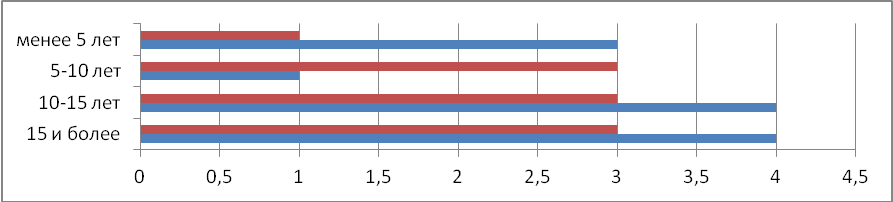 менее 5 лет
5-10 лет
10-15 лет
15 и более
0 0,5 1 1,5 2 2,5 3 3,5 4 4,5